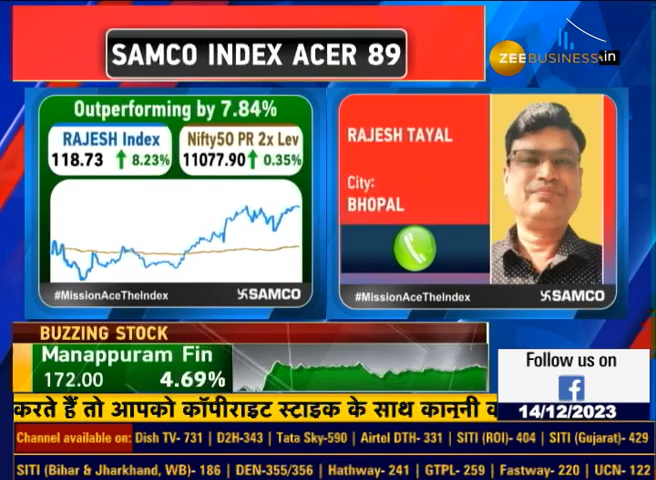 SAMCO INDEX ACER 89
ZEEBUSINESS.in
Outperforming by 7.84%
RAJESH Index
118.73 ↑ 8.23%
Nifty50 PR 2x Lev
11077.90 ↑ 0.35%
#MissionAceTheIndex SAMCO
RAJESH TAYAL
City:
BHOPAL
#MissionAceTheIndex SAMCO
BUZZING STOCK
Manappuram Fin
172.00 4.69%
Follow us on
14/12/2023
करते हैं तो आपको कॉपीराइट स्टाइक के साथ कानूनी
Channel available on: Dish TV- 731 | D2H-343 | Tata Sky-590 | Airtel DTH- 331 | SITI (ROI)- 404 | SITI (Gujarat)- 429
SITI (Bihar & Jharkhand, WB)- 186 | DEN-355/356 | Hathway- 241 | GTPL- 259 | Fastway- 220 | UCN- 122